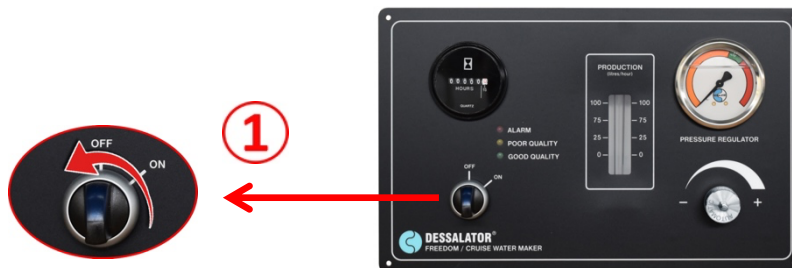 1
OFF
ON
HOURS
QUARTZ
PRODUCTION
(litres/hour)
100 100
75 75
25 25
0 0
ALARM
POOR QUALITY
GOOD QUALITY
OFF
ON
PRESSURE REGULATOR
- +
DESSALATOR®
FREEDOM / CRUISE WATER MAKER